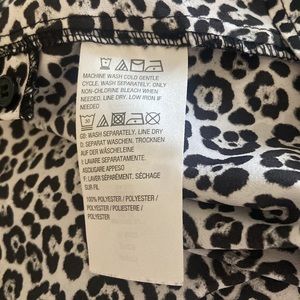 MACHINE WASH COLD GENTLE
CYCLE, WASH SEPARATELY. ONLY
NON-CHLORINE BLEACH WHEN
NEEDED. LINE DRY, LOW IRON IF
NEEDED
30
GB: WASH SEPARATELY. LINE DRY
D: SEPARAT WASCHEN, TROCKNEN
AUF DER WÄSCHELEINE
I: LAVARE SEPARATAMENTE.
ASCIUGARE APPESO
F: LAVER SÉPARÉMENT, SÉCHAGE
SUR FIL
100% POLYESTER / POLYESTER /
POLYESTER / POLIESTERE /
POLYESTER